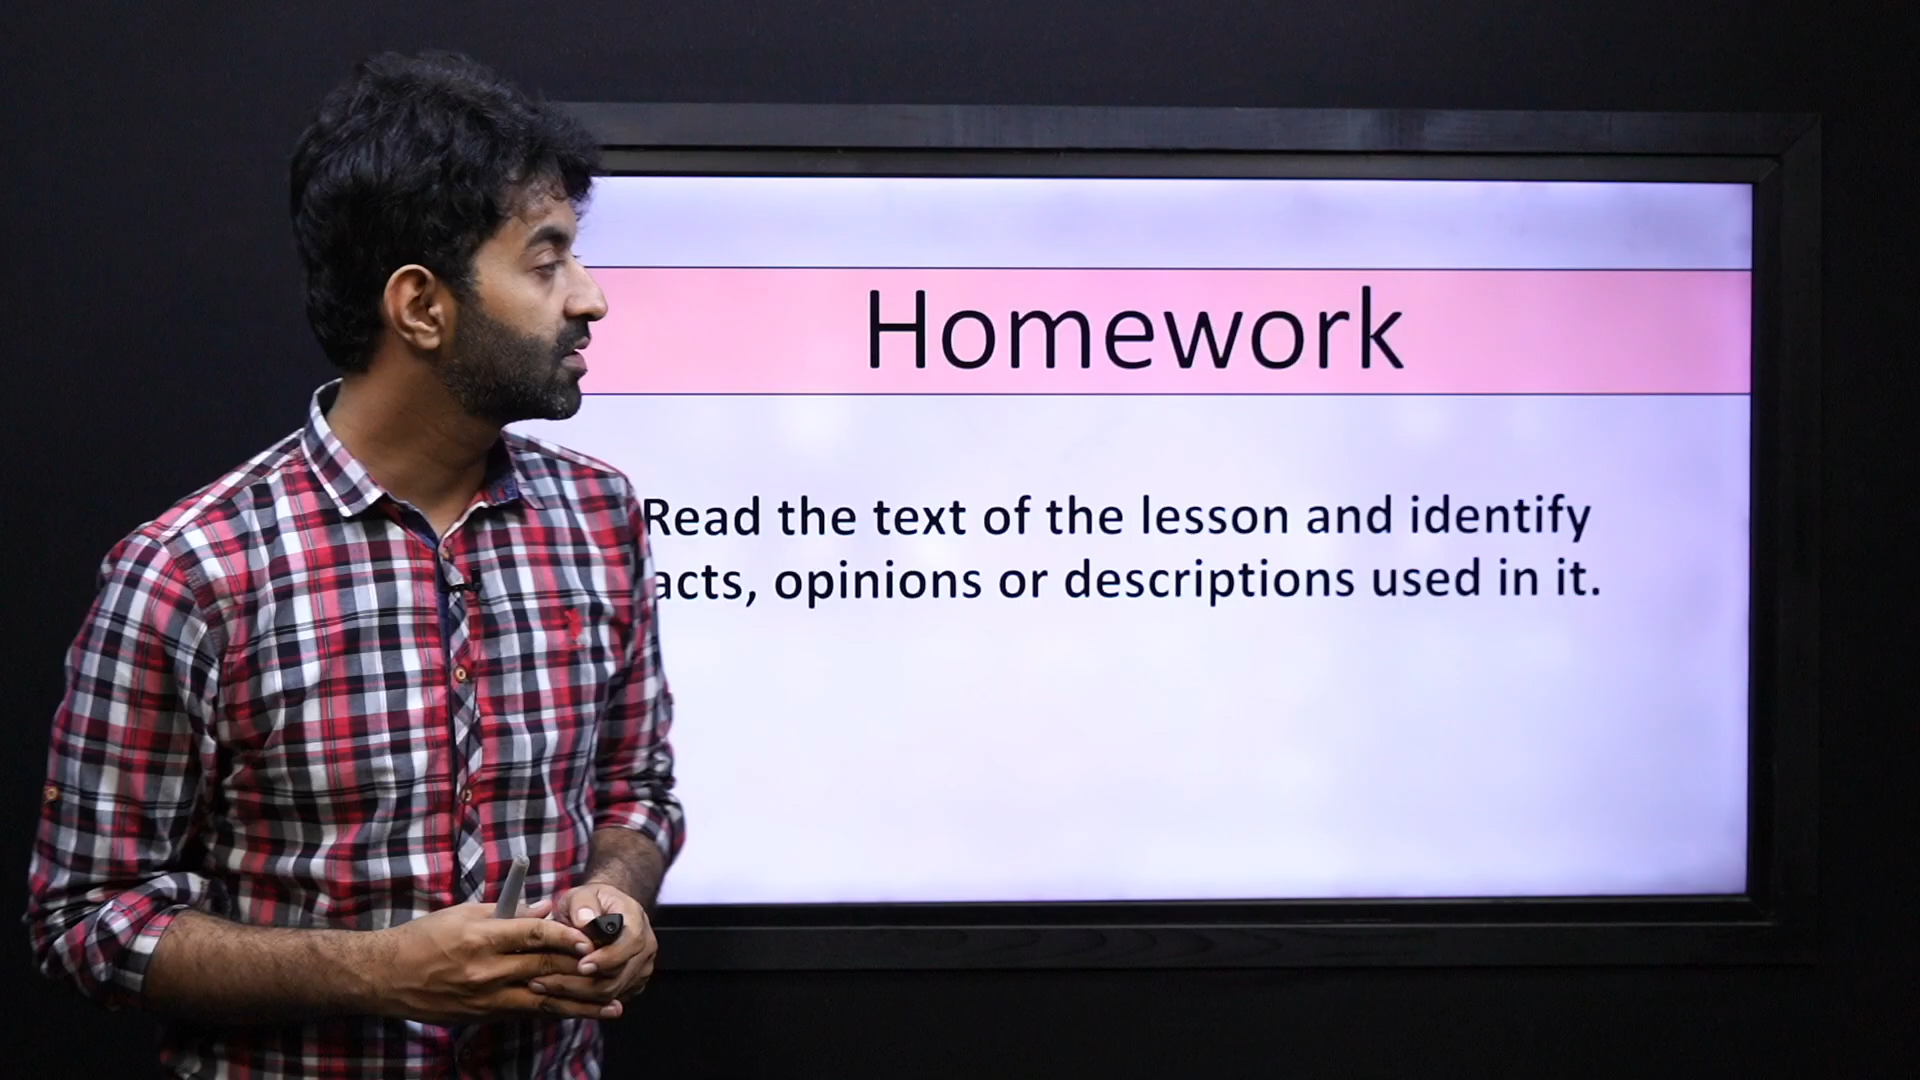 Homework
Read the text of the lesson and identify
acts, opinions or descriptions used in it.